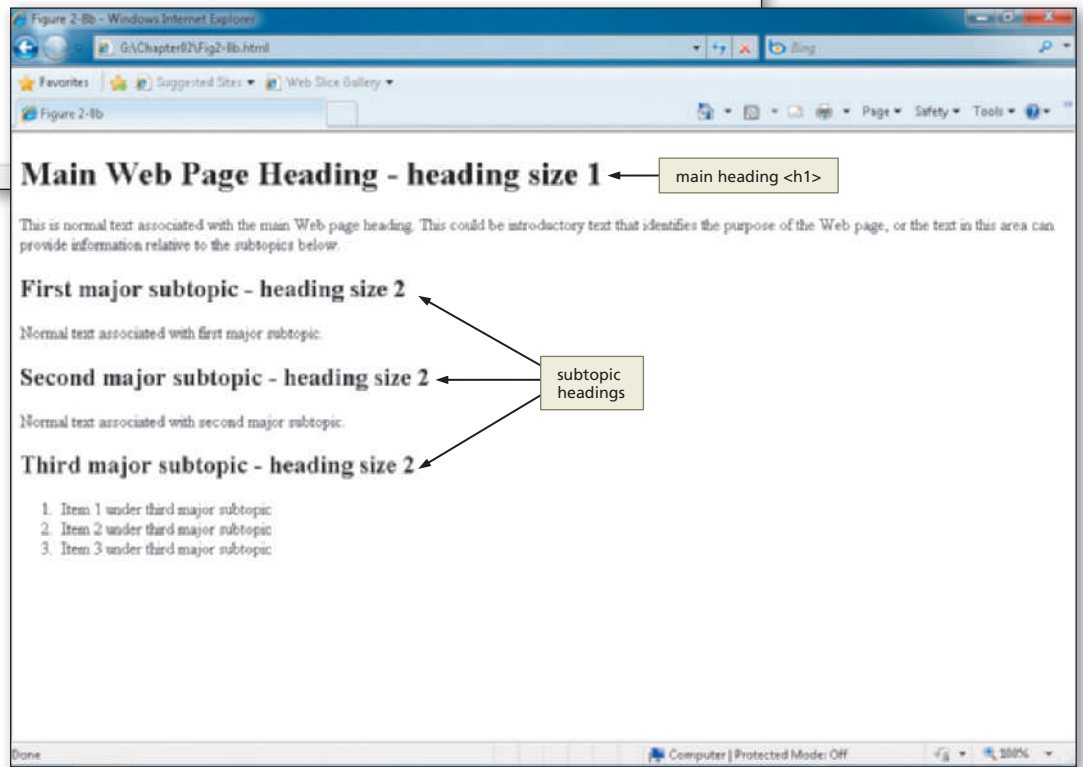 Figure 2-8b - Windows Internet Explorer
G:\Chapter02\Fig2-8b.html
Bing
Favorites
Suggested Sites
Web Slice Gallery
Figure 2-8b
Page
Safety
Tools
Main Web Page Heading - heading size 1
main heading <h1>
This is normal text associated with the main Web page heading. This could be introductory text that identifies the purpose of the Web page, or the text in this area can
provide information relative to the subtopics below.
First major subtopic - heading size 2
Normal text associated with first major subtopic.
Second major subtopic - heading size 2
subtopic
headings
Normal text associated with second major subtopic.
Third major subtopic - heading size 2
1. Item 1 under third major subtopic
2. Item 2 under third major subtopic
3. Item 3 under third major subtopic
Done
Computer | Protected Mode: Off
100%